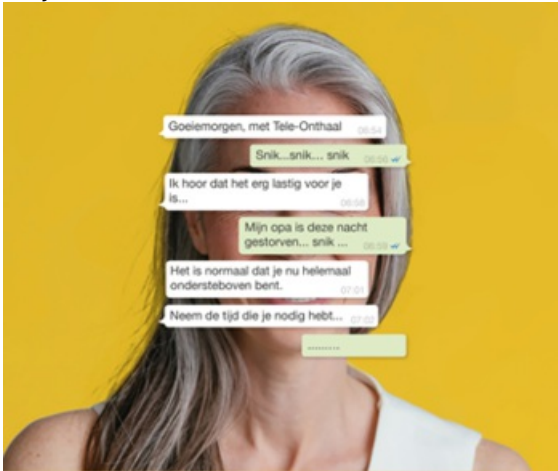 Goeiemorgen, met Tele-Onthaal 06:54
Snik...snik... snik 06:56
Ik hoor dat het erg lastig voor je
is... 06:58
Mijn opa is deze nacht
gestorven... snik ... 06:59
Het is normaal dat je nu helemaal
ondersteboven bent. 07:01
Neem de tijd die je nodig hebt... 07:02
.........